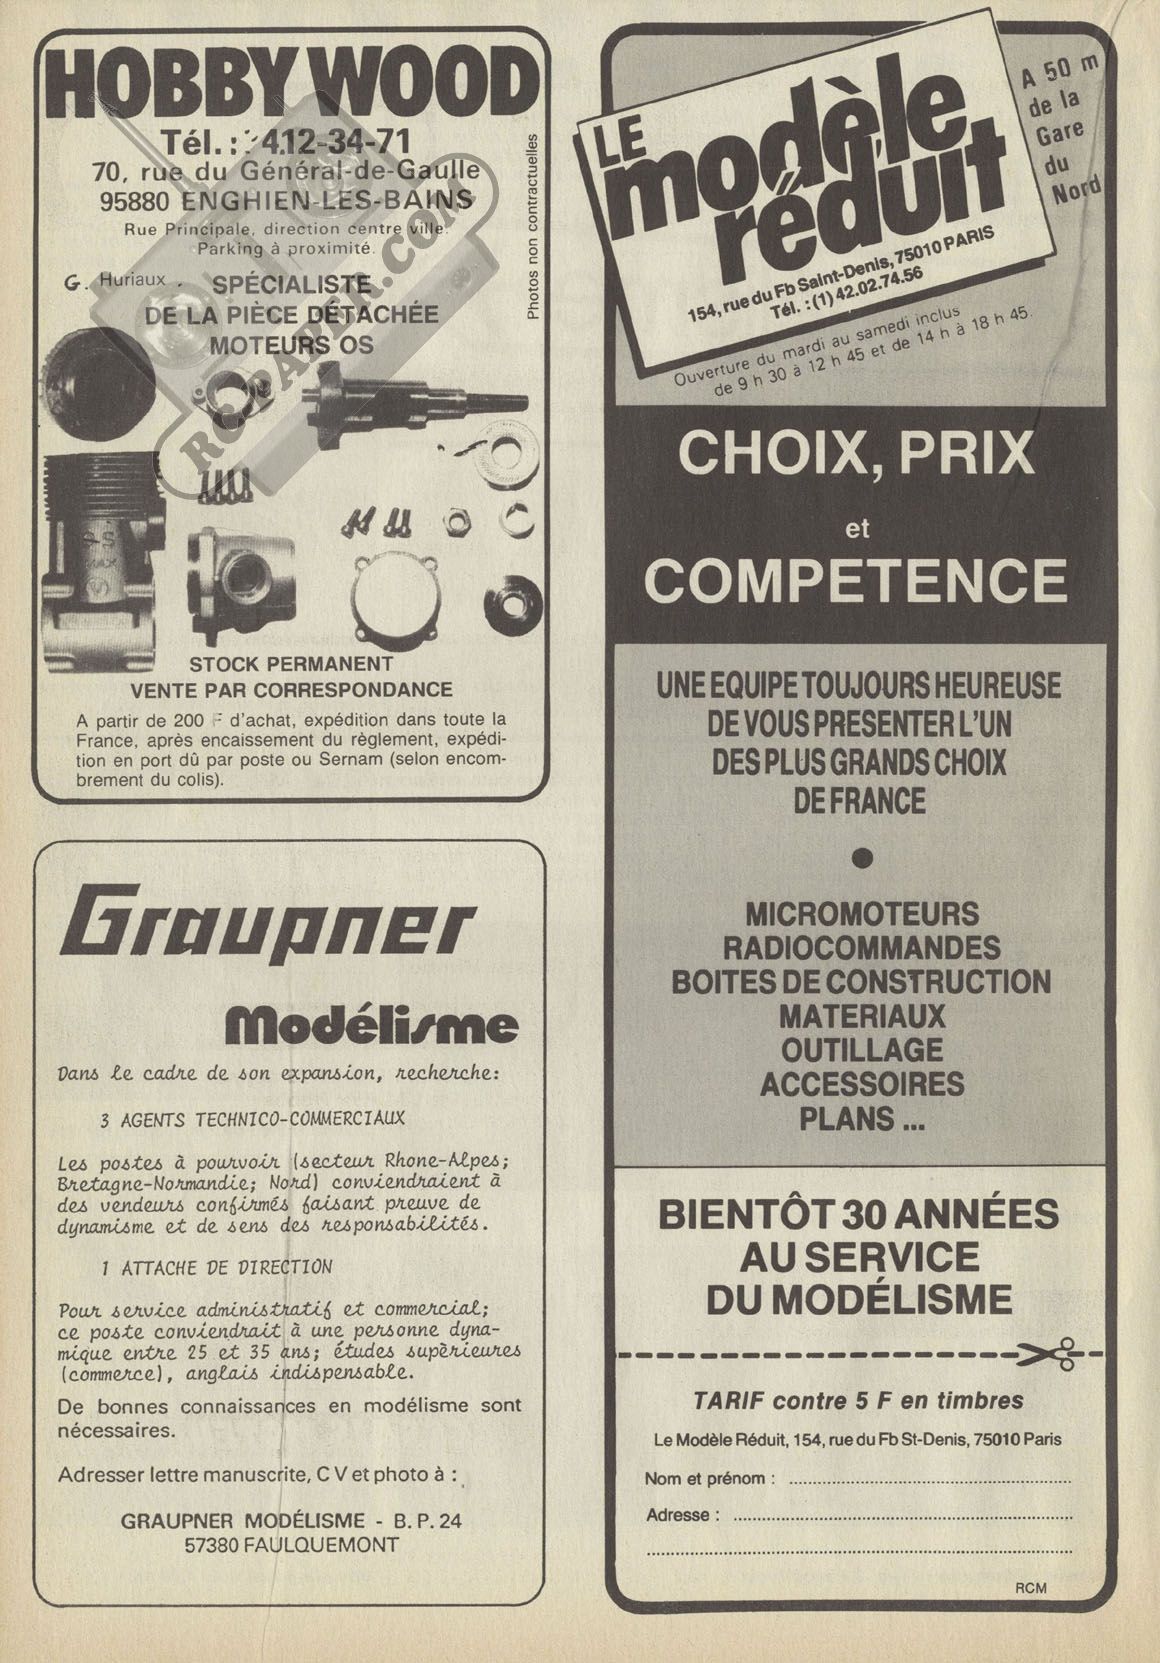 HOBBY WOOD
Tél. : 412-34-71
70, rue du Général-de-Gaulle
95880 ENGHIEN-LES-BAINS
Rue Principale, direction centre ville.
Parking à proximité.
G. Huriaux.
SPÉCIALISTE
DE LA PIÈCE DÉTACHÉE
MOTEURS OS
Photos non contractuelles
RCPAPER.COM
STOCK PERMANENT
VENTE PAR CORRESPONDANCE
A partir de 200 F d'achat, expédition dans toute la
France, après encaissement du règlement, expédi-
tion en port dû par poste ou Sernam (selon encom-
brement du colis).
Graupner
Modélisme
Dans le cadre de son expansion, recherche:
3 AGENTS TECHNICO-COMMERCIAUX
Les postes à pourvoir (secteur Rhone-Alpes;
Bretagne-Normandie; Nord) conviendraient à
des vendeurs confirmés faisant preuve de
dynamisme et de sens des responsabilités.
1 ATTACHE DE DIRECTION
Pour service administratif et commercial;
ce poste conviendrait à une personne dyna-
mique entre 25 et 35 ans; études supèrieures
(commerce), anglais indispensable.
De bonnes connaissances en modélisme sont
nécessaires.
Adresser lettre manuscrite, C V et photo à :
GRAUPNER MODÉLISME - B. P. 24
57380 FAULQUEMONT
LE
modèle
réduit
154, rue du Fb Saint-Denis, 75010 PARIS
Tél. : (1) 42.02.74.56
A 50 m
de la
Gare
du
Nord
Ouverture du mardi au samedi inclus
de 9 h 30 à 12 h 45 et de 14 h à 18 h 45.
CHOIX, PRIX
et
COMPETENCE
UNE EQUIPE TOUJOURS HEUREUSE
DE VOUS PRESENTER L'UN
DES PLUS GRANDS CHOIX
DE FRANCE
●
MICROMOTEURS
RADIOCOMMANDES
BOITES DE CONSTRUCTION
MATERIAUX
OUTILLAGE
ACCESSOIRES
PLANS ...
BIENTÔT 30 ANNÉES
AU SERVICE
DU MODÉLISME
TARIF contre 5 F en timbres
Le Modèle Réduit, 154, rue du Fb St-Denis, 75010 Paris
Nom et prénom :
Adresse :
RCM